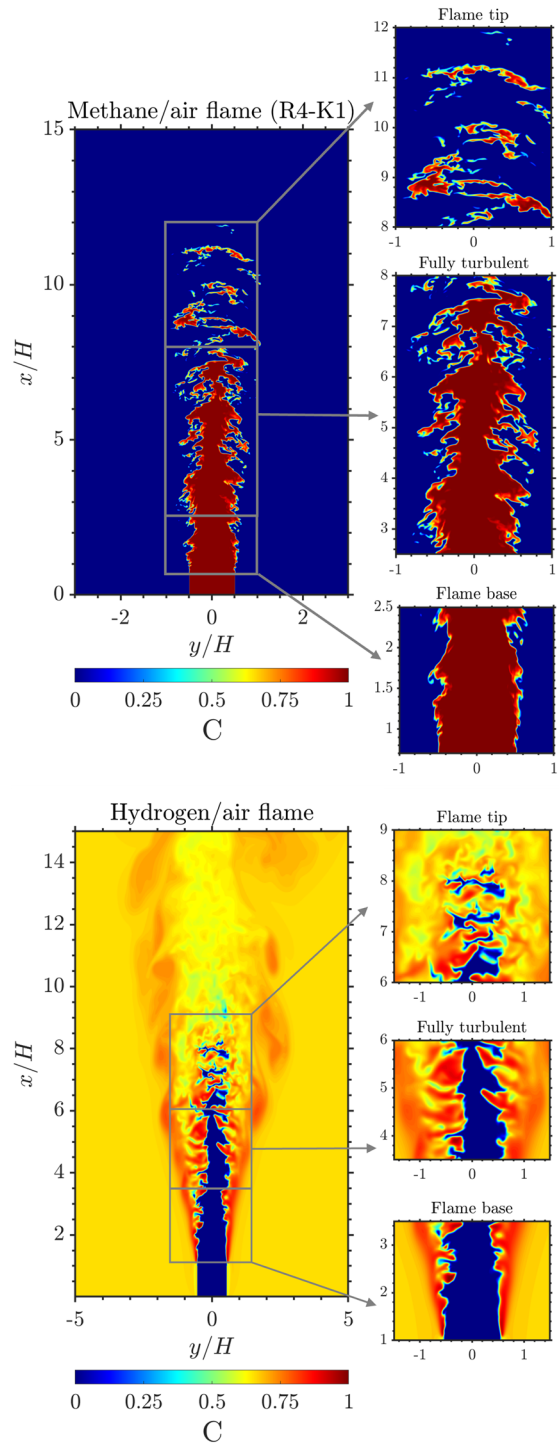 Flame tip
12
11
10
9
8
-1 0 1
Methane/air flame (R4-K1)
15
10
5
0
x/H
-2 0 2
y/H
0 0.25 0.5 0.75 1
C
Fully turbulent
8
7
6
5
4
3
-1 0 1
Flame base
2.5
2
1.5
1
-1 0 1
Hydrogen/air flame
14
12
10
8
6
4
2
x/H
-5 0 5
y/H
0 0.25 0.5 0.75 1
C
Flame tip
9
8
7
6
-1 0 1
Fully turbulent
6
5
4
-1 0 1
Flame base
3
2
1
-1 0 1